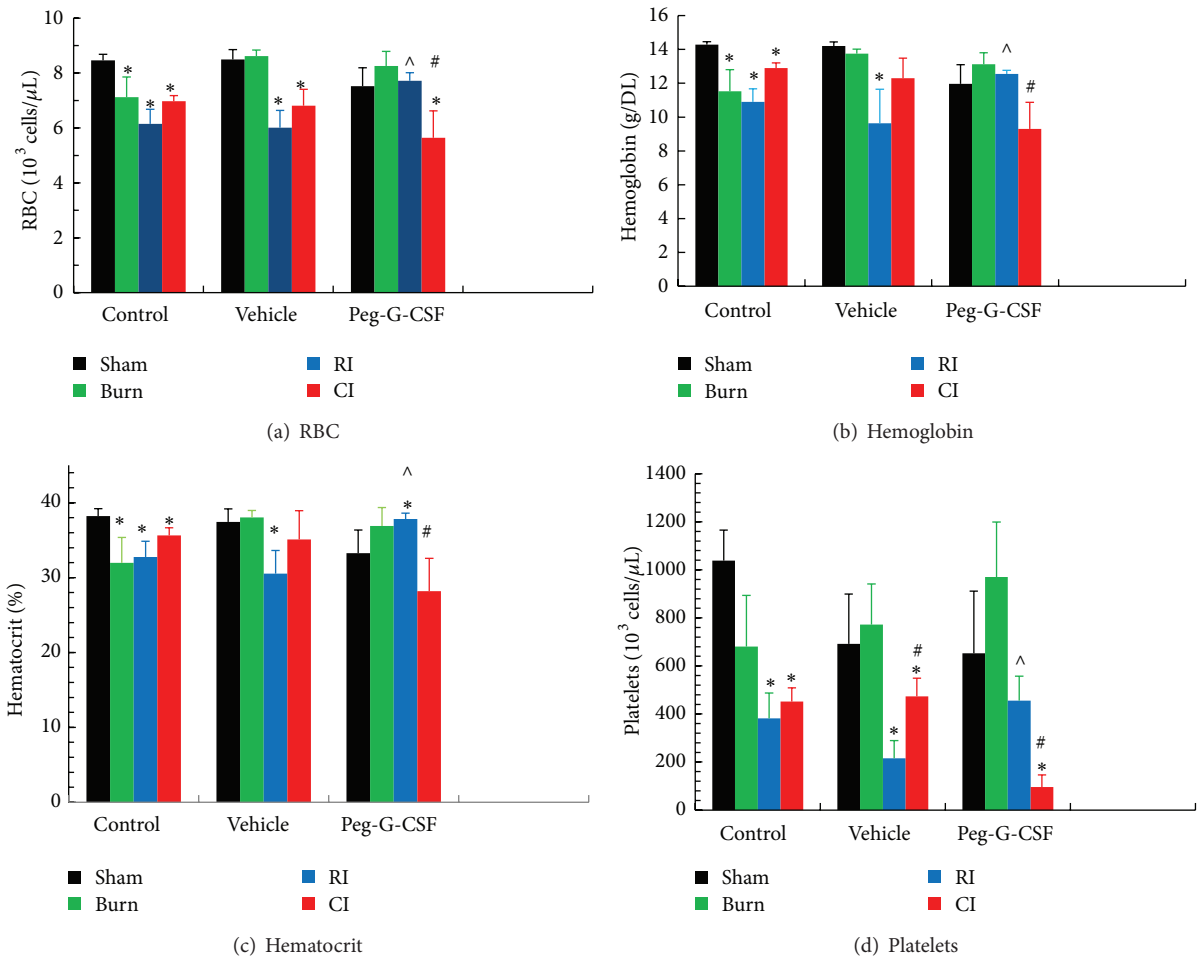 10
8
6
4
2
0
RBC (10³ cells/μL)
* * *
* *
^ # *
Control Vehicle Peg-G-CSF
Sham RI
Burn CI
(a) RBC
16
14
12
10
8
6
4
2
0
Hemoglobin (g/DL)
* * *
*
^ #
Control Vehicle Peg-G-CSF
Sham RI
Burn CI
(b) Hemoglobin
40
30
20
10
0
Hematocrit (%)
* * *
*
^ * #
Control Vehicle Peg-G-CSF
Sham RI
Burn CI
(c) Hematocrit
1400
1200
1000
800
600
400
200
0
Platelets (10³ cells/μL)
* *
* # *
^ # *
Control Vehicle Peg-G-CSF
Sham RI
Burn CI
(d) Platelets